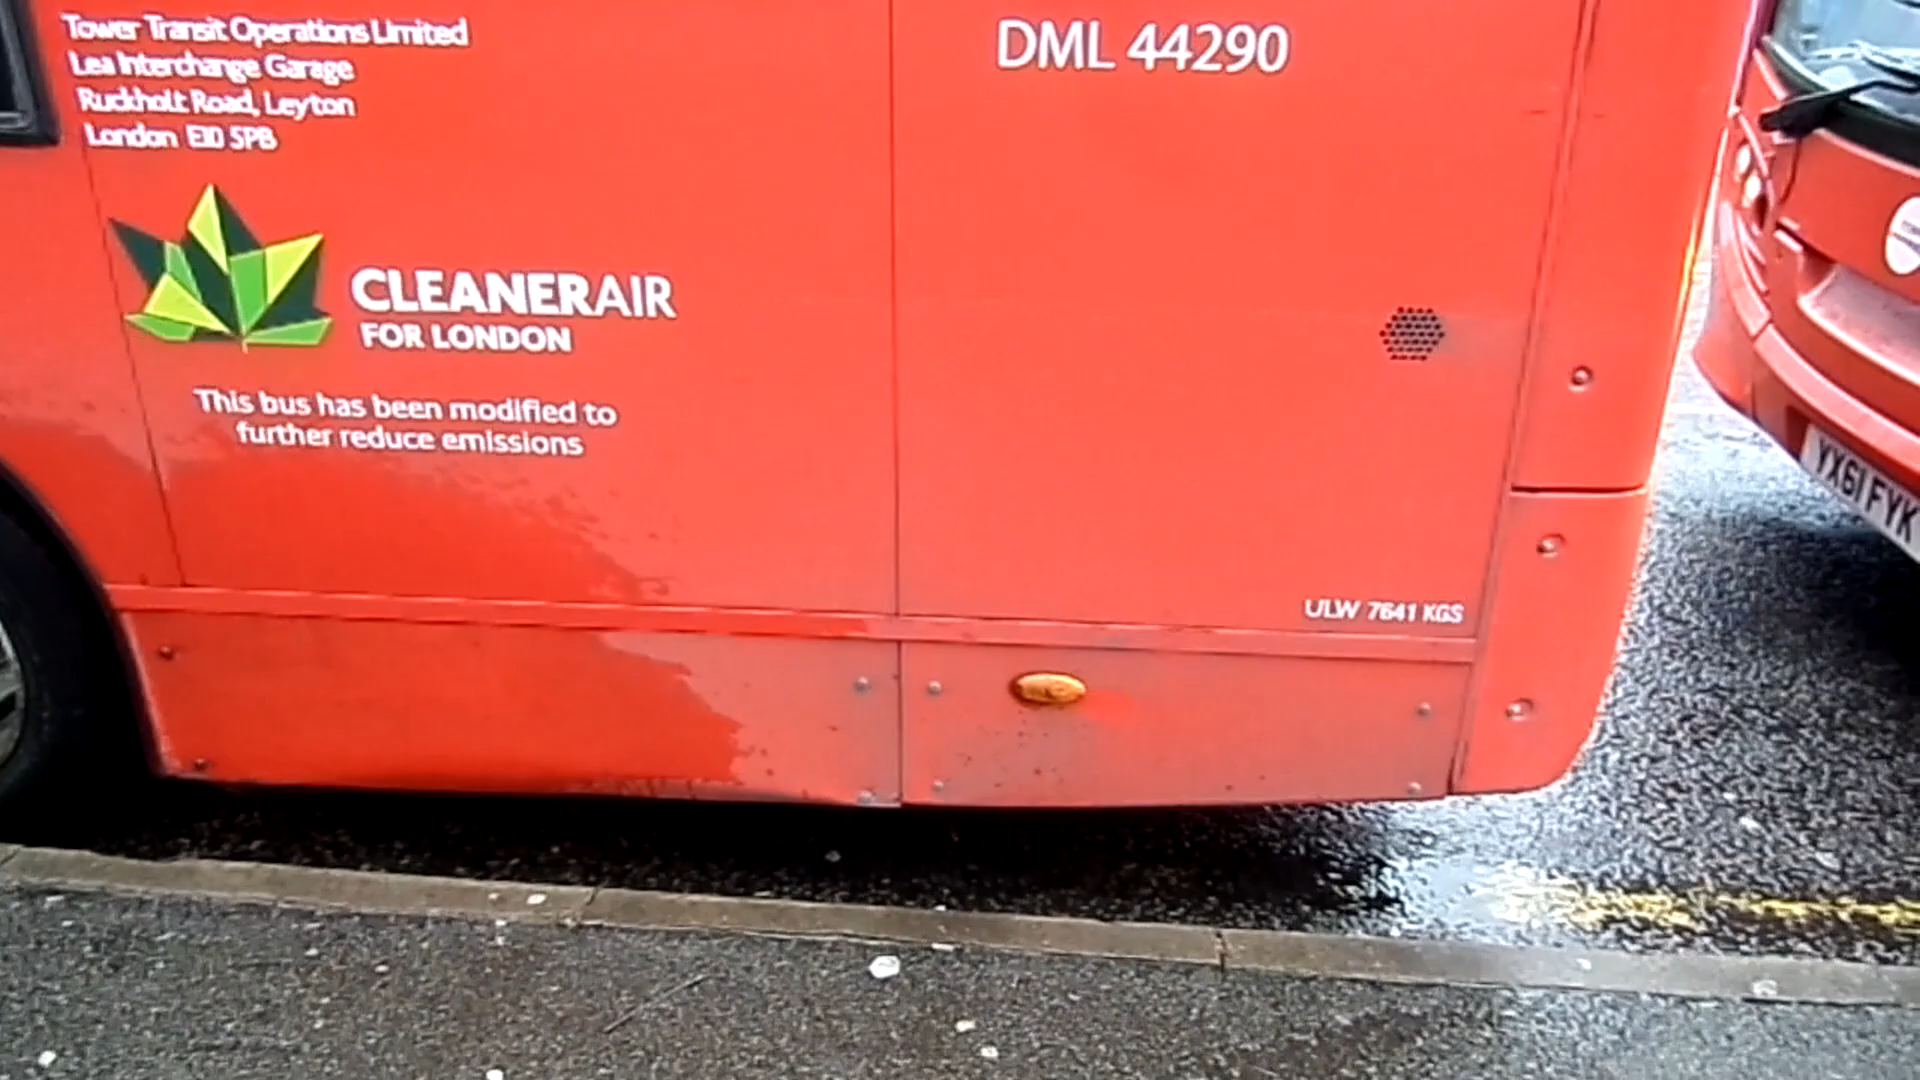 Tower Transit Operations Limited
Lea Interchange Garage
Ruckholt Road, Leyton
London E10 5PB
DML 44290
CLEANERAIR
FOR LONDON
This bus has been modified to
further reduce emissions
ULW 7641 KGS
YX61 FYK